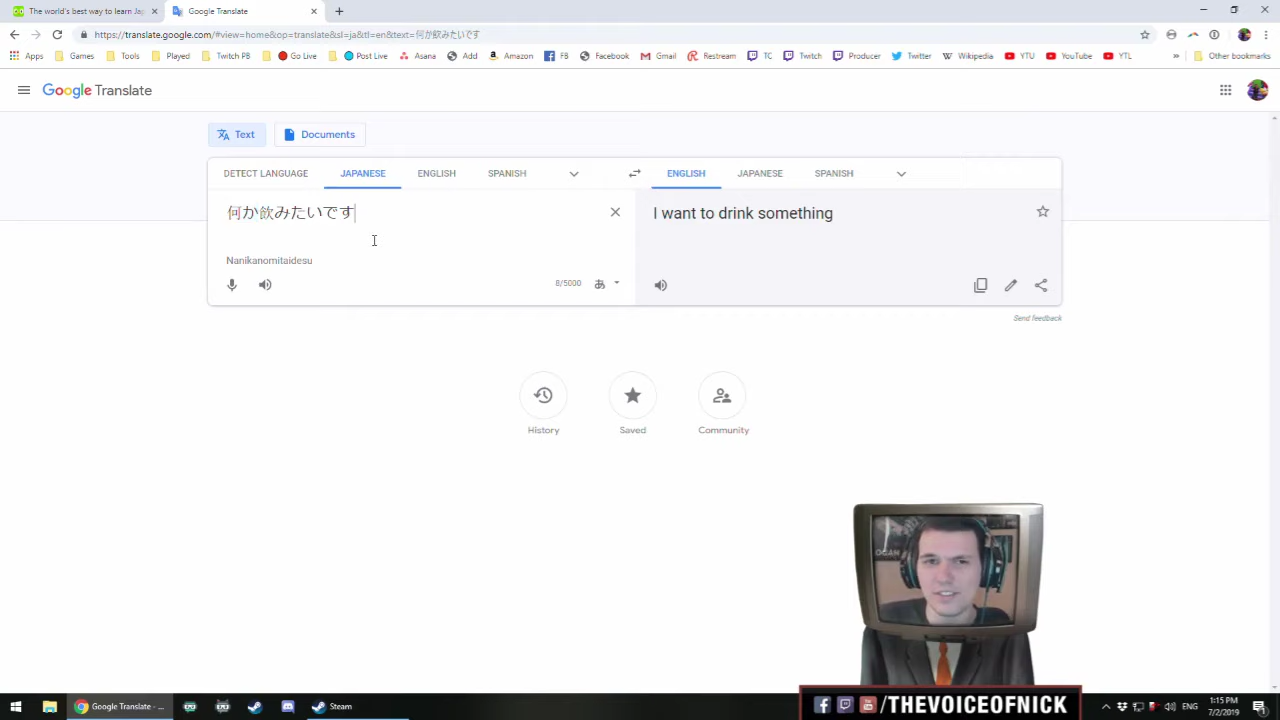 The world's best way to learn Jap
Google Translate
https://translate.google.com/#view=home&op=translate&sl=ja&tl=en&text=何か飲みたいです
Apps Games Tools Played Twitch PB Go Live Post Live Asana Add Amazon FB Facebook Gmail Restream TC Twitch Producer Twitter Wikipedia YTU YouTube YTL » Other bookmarks
Google Translate
Text Documents
DETECT LANGUAGE JAPANESE ENGLISH SPANISH ENGLISH JAPANESE SPANISH
何か飲みたいです I want to drink something
Nanikanomitaidesu
8/5000 あ
Send feedback
History Saved Community
/THEVOICEOFNICK
Google Translate - ... Steam ENG 1:15 PM
7/2/2019